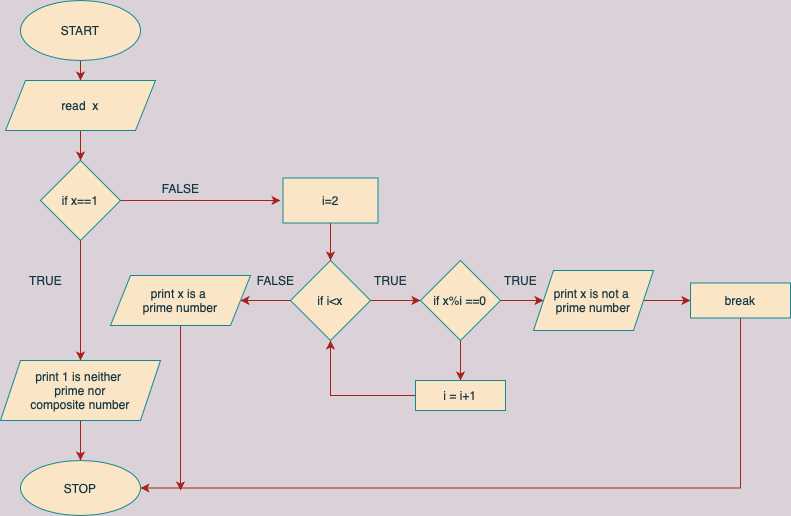 START
read x
if x==1
FALSE
i=2
TRUE
print x is a
prime number
FALSE
if i<x
TRUE
if x%i ==0
TRUE
print x is not a
prime number
break
print 1 is neither
prime nor
composite number
i = i+1
STOP